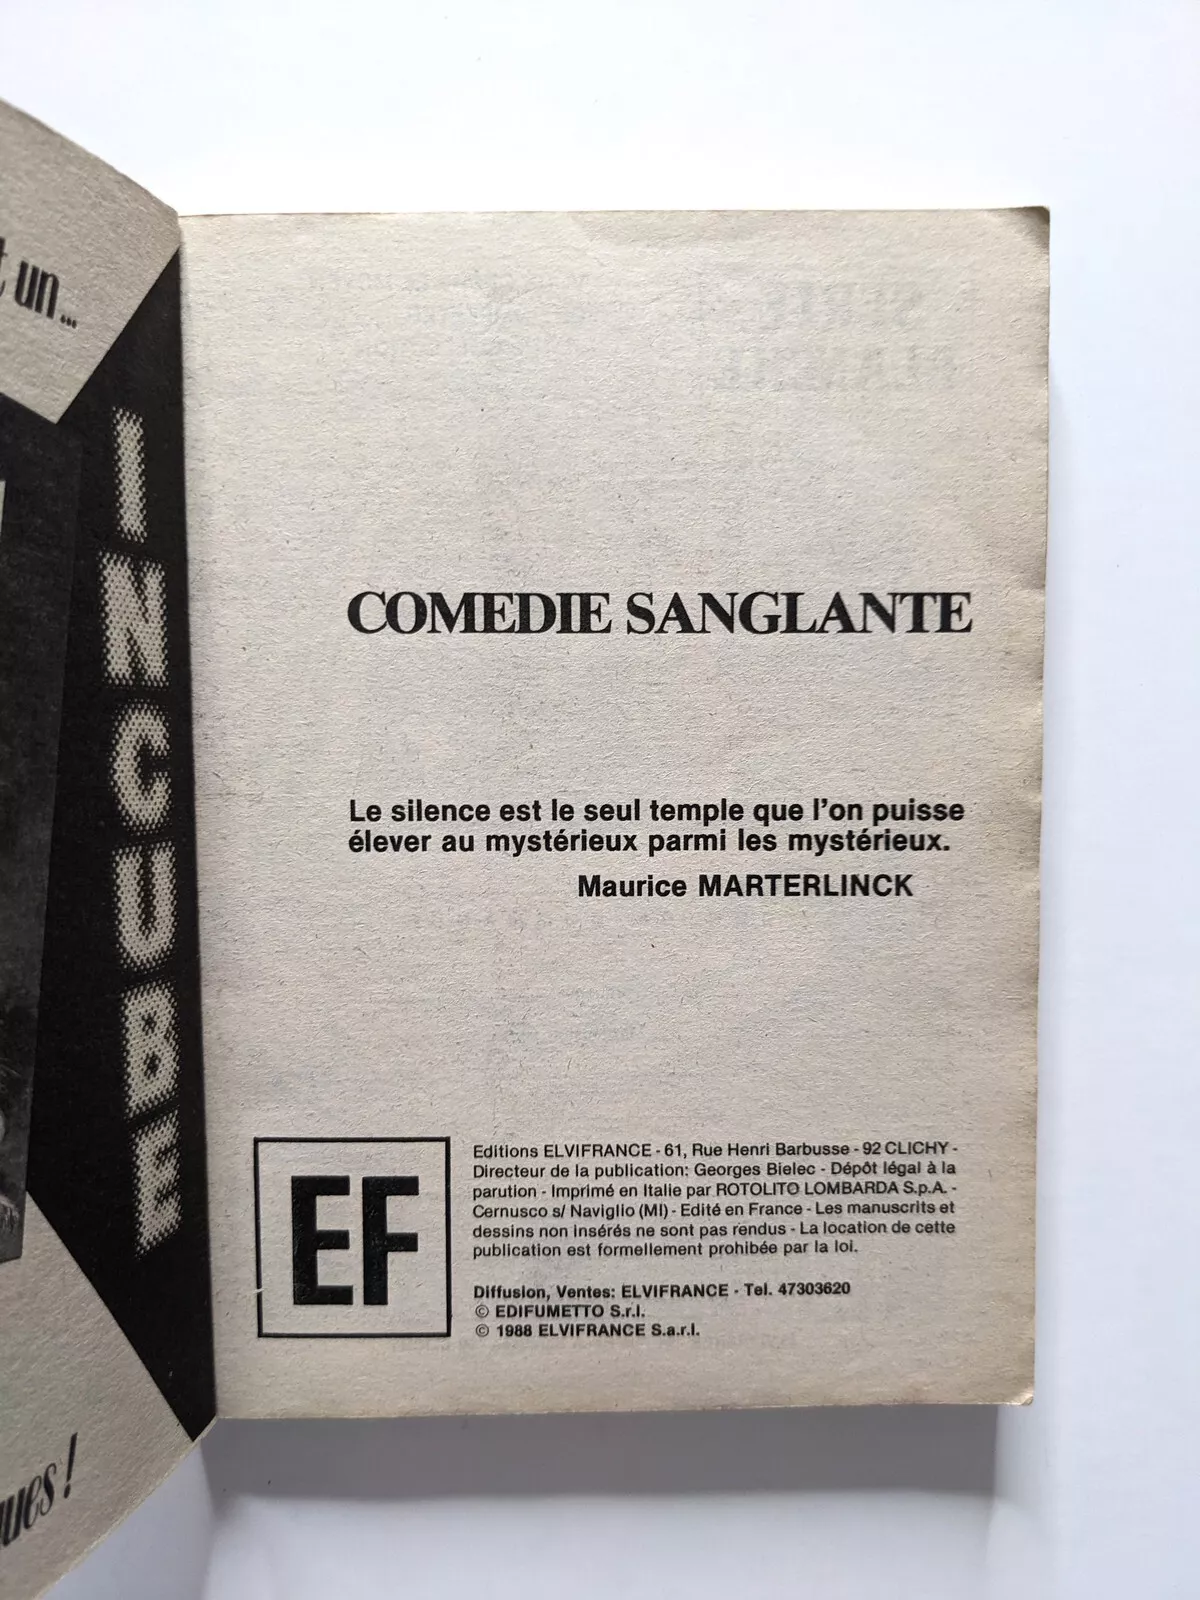 un...
INCUBE
COMEDIE SANGLANTE
Le silence est le seul temple que l'on puisse
élever au mystérieux parmi les mystérieux.
Maurice MARTERLINCK
EF
Editions ELVIFRANCE - 61, Rue Henri Barbusse - 92 CLICHY -
Directeur de la publication: Georges Bielec - Dépôt légal à la
parution - Imprimé en Italie par ROTOLITO LOMBARDA S.p.A. -
Cernusco s/ Naviglio (MI) - Edité en France - Les manuscrits et
dessins non insérés ne sont pas rendus - La location de cette
publication est formellement prohibée par la loi.
Diffusion, Ventes: ELVIFRANCE - Tel. 47303620
© EDIFUMETTO S.r.l.
© 1988 ELVIFRANCE S.a.r.l.